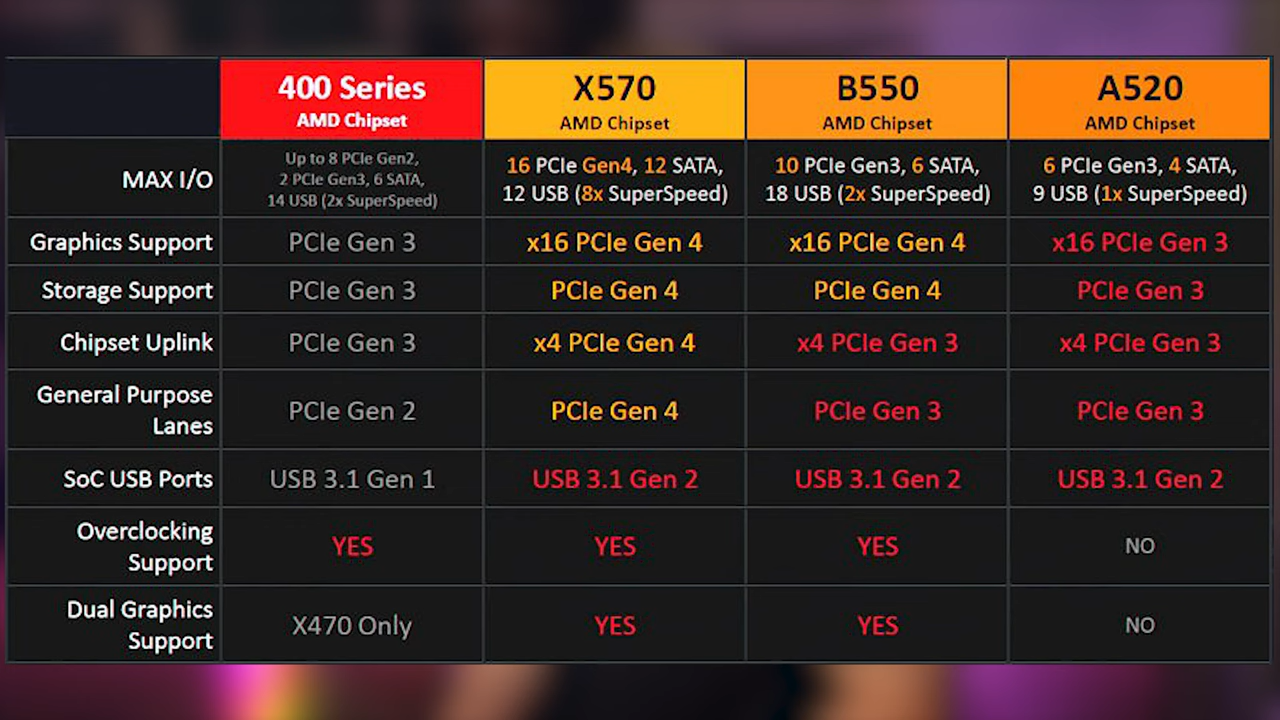 400 Series X570 B550 A520
AMD Chipset AMD Chipset AMD Chipset AMD Chipset
MAX I/O
Up to 8 PCIe Gen2,
2 PCIe Gen3, 6 SATA,
14 USB (2x SuperSpeed)
16 PCIe Gen4, 12 SATA,
12 USB (8x SuperSpeed)
10 PCIe Gen3, 6 SATA,
18 USB (2x SuperSpeed)
6 PCIe Gen3, 4 SATA,
9 USB (1x SuperSpeed)
Graphics Support PCIe Gen 3 x16 PCIe Gen 4 x16 PCIe Gen 4 x16 PCIe Gen 3
Storage Support PCIe Gen 3 PCIe Gen 4 PCIe Gen 4 PCIe Gen 3
Chipset Uplink PCIe Gen 3 x4 PCIe Gen 4 x4 PCIe Gen 3 x4 PCIe Gen 3
General Purpose
Lanes
PCIe Gen 2 PCIe Gen 4 PCIe Gen 3 PCIe Gen 3
SoC USB Ports USB 3.1 Gen 1 USB 3.1 Gen 2 USB 3.1 Gen 2 USB 3.1 Gen 2
Overclocking
Support
YES YES YES NO
Dual Graphics
Support
X470 Only YES YES NO